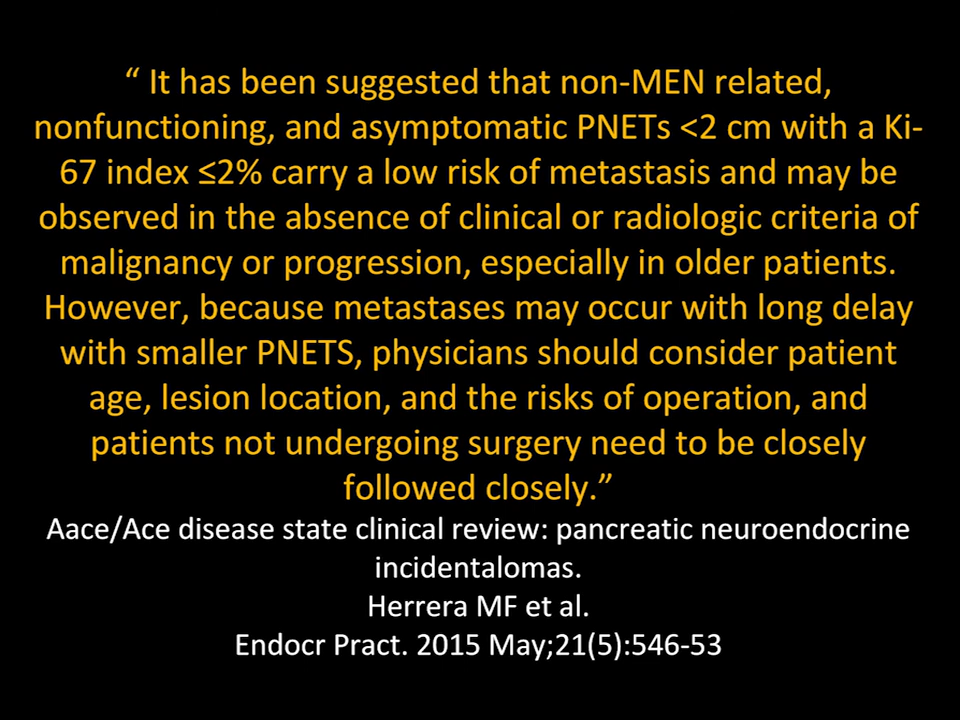 “ It has been suggested that non-MEN related,
nonfunctioning, and asymptomatic PNETs <2 cm with a Ki-
67 index ≤2% carry a low risk of metastasis and may be
observed in the absence of clinical or radiologic criteria of
malignancy or progression, especially in older patients.
However, because metastases may occur with long delay
with smaller PNETS, physicians should consider patient
age, lesion location, and the risks of operation, and
patients not undergoing surgery need to be closely
followed closely.”
Aace/Ace disease state clinical review: pancreatic neuroendocrine
incidentalomas.
Herrera MF et al.
Endocr Pract. 2015 May;21(5):546-53